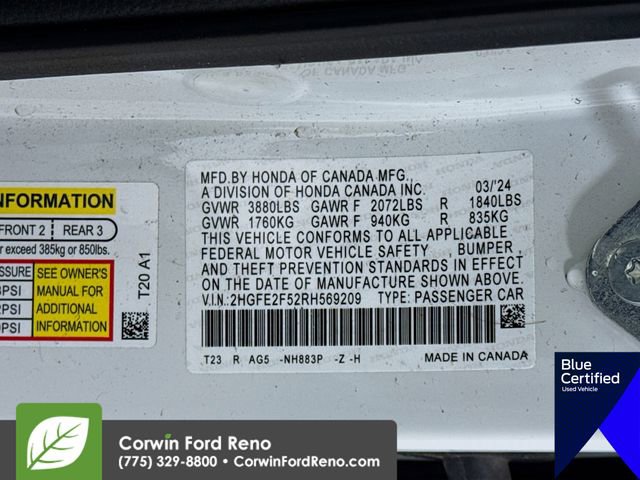 OF CANADA MFG.
MFD.BY HONDA OF CANADA MFG.,
A DIVISION OF HONDA CANADA INC. 03/'24
GVWR 3880LBS GAWR F 2072LBS R 1840LBS
GVWR 1760KG GAWR F 940KG R 835KG
THIS VEHICLE CONFORMS TO ALL APPLICABLE
FEDERAL MOTOR VEHICLE SAFETY , BUMPER
AND THEFT PREVENTION STANDARDS IN EFFECT
ON THE DATE OF MANUFACTURE SHOWN ABOVE.
V.I.N:2HGFE2F52RH569209 TYPE: PASSENGER CAR
T23 R AG5 -NH883P -Z -H MADE IN CANADA
INFORMATION
FRONT 2 REAR 3
exceed 385kg or 850lbs.
SEE OWNER'S
MANUAL FOR
ADDITIONAL
INFORMATION
PSI
PSI
PSI
T20 A1
Blue
Certified
Used Vehicle
Corwin Ford Reno
(775) 329-8800 • CorwinFordReno.com